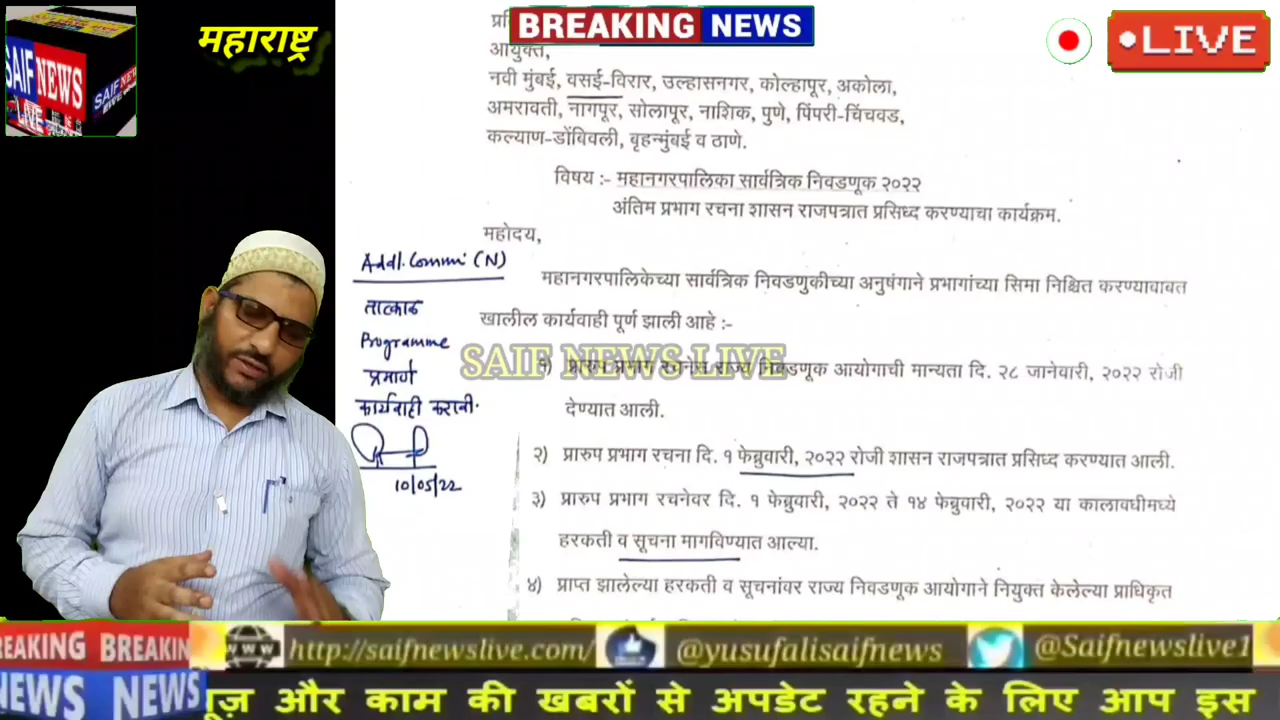 BREAKING NEWS
LIVE
महाराष्ट्र
SAIF NEWS
LIVE
आयुक्त,
नवी मुंबई, वसई-विरार, उल्हासनगर, कोल्हापूर, अकोला,
अमरावती, नागपूर, सोलापूर, नाशिक, पुणे, पिंपरी-चिंचवड,
कल्याण-डोंबिवली, बृहन्मुंबई व ठाणे.
विषय :- महानगरपालिका सार्वत्रिक निवडणूक २०२२
अंतिम प्रभाग रचना शासन राजपत्रात प्रसिध्द करण्याचा कार्यक्रम.
महोदय,
Addl. Commi (N)
तात्काळ
Programme
प्रमाणे
कार्यवाही करावी.
10/05/22
महानगरपालिकेच्या सार्वत्रिक निवडणुकीच्या अनुषंगाने प्रभागांच्या सिमा निश्चित करण्याबाबत
खालील कार्यवाही पूर्ण झाली आहे :-
SAIF NEWS LIVE
१) प्रारुप प्रभाग रचनेस राज्य निवडणूक आयोगाची मान्यता दि. २८ जानेवारी, २०२२ रोजी
देण्यात आली.
२) प्रारुप प्रभाग रचना दि. १ फेब्रुवारी, २०२२ रोजी शासन राजपत्रात प्रसिध्द करण्यात आली.
३) प्रारुप प्रभाग रचनेवर दि. १ फेब्रुवारी, २०२२ ते १४ फेब्रुवारी, २०२२ या कालावधीमध्ये
हरकती व सूचना मागविण्यात आल्या.
४) प्राप्त झालेल्या हरकती व सूचनांवर राज्य निवडणूक आयोगाने नियुक्त केलेल्या प्राधिकृत
BREAKING NEWS
WWW http://saifnewslive.com/ @yusufalisaifnews @Saifnewslive1
और काम की खबरों से अपडेट रहने के लिए आप इस